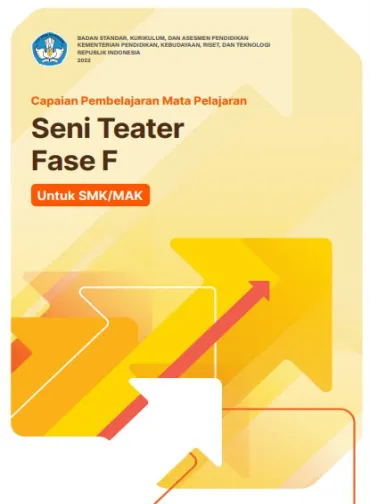 BADAN STANDAR, KURIKULUM, DAN ASESMEN PENDIDIKAN
KEMENTERIAN PENDIDIKAN, KEBUDAYAAN, RISET, DAN TEKNOLOGI
REPUBLIK INDONESIA
2022
Capaian Pembelajaran Mata Pelajaran
Seni Teater
Fase F
Untuk SMK/MAK